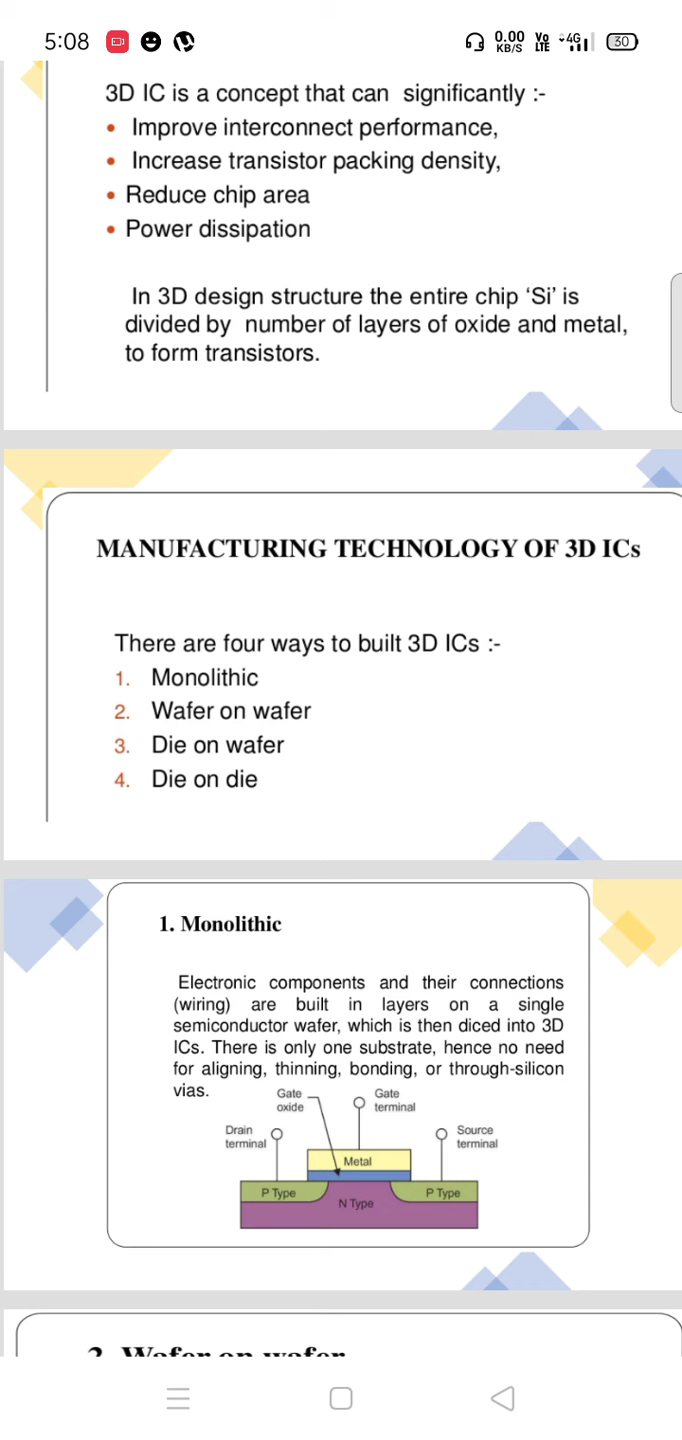 5:08
0.00 KB/S
Vo LTE
4G
30
3D IC is a concept that can significantly :-
• Improve interconnect performance,
• Increase transistor packing density,
• Reduce chip area
• Power dissipation
In 3D design structure the entire chip ‘Si’ is
divided by number of layers of oxide and metal,
to form transistors.
MANUFACTURING TECHNOLOGY OF 3D ICs
There are four ways to built 3D ICs :-
1. Monolithic
2. Wafer on wafer
3. Die on wafer
4. Die on die
1. Monolithic
Electronic components and their connections
(wiring) are built in layers on a single
semiconductor wafer, which is then diced into 3D
ICs. There is only one substrate, hence no need
for aligning, thinning, bonding, or through-silicon
vias.
Gate
oxide
Gate
terminal
Drain
terminal
Source
terminal
Metal
P Type
N Type
P Type
2. Wafer on wafer